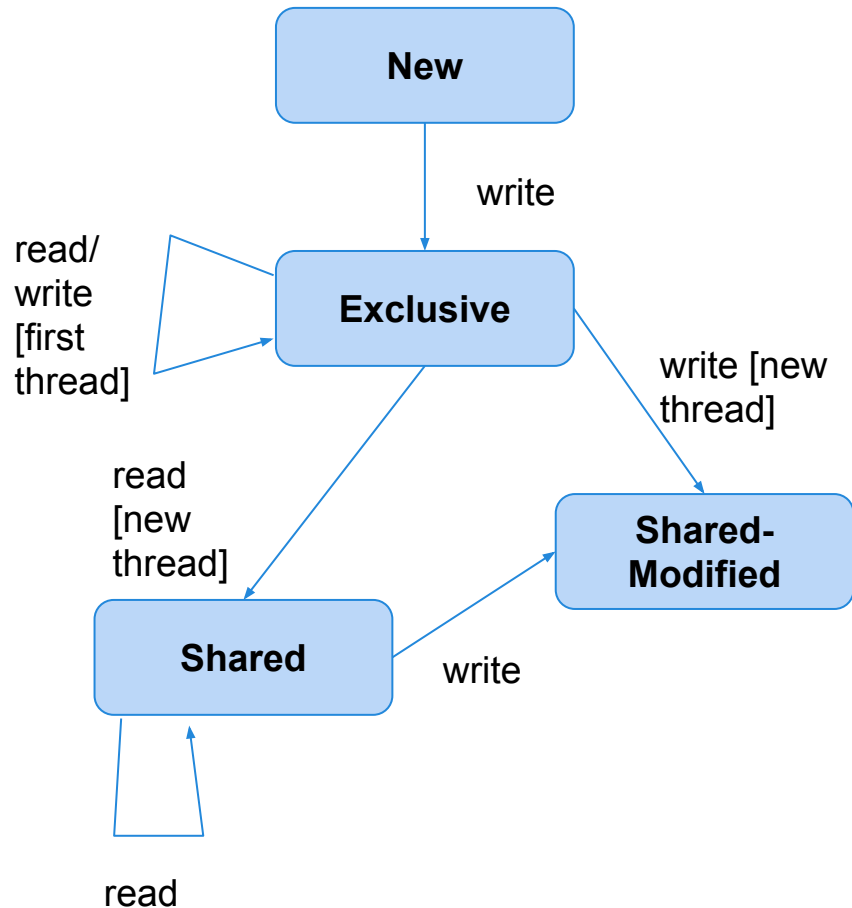 New
write
read/
write
[first
thread]
Exclusive
write [new
thread]
read
[new
thread]
Shared-
Modified
Shared
write
read